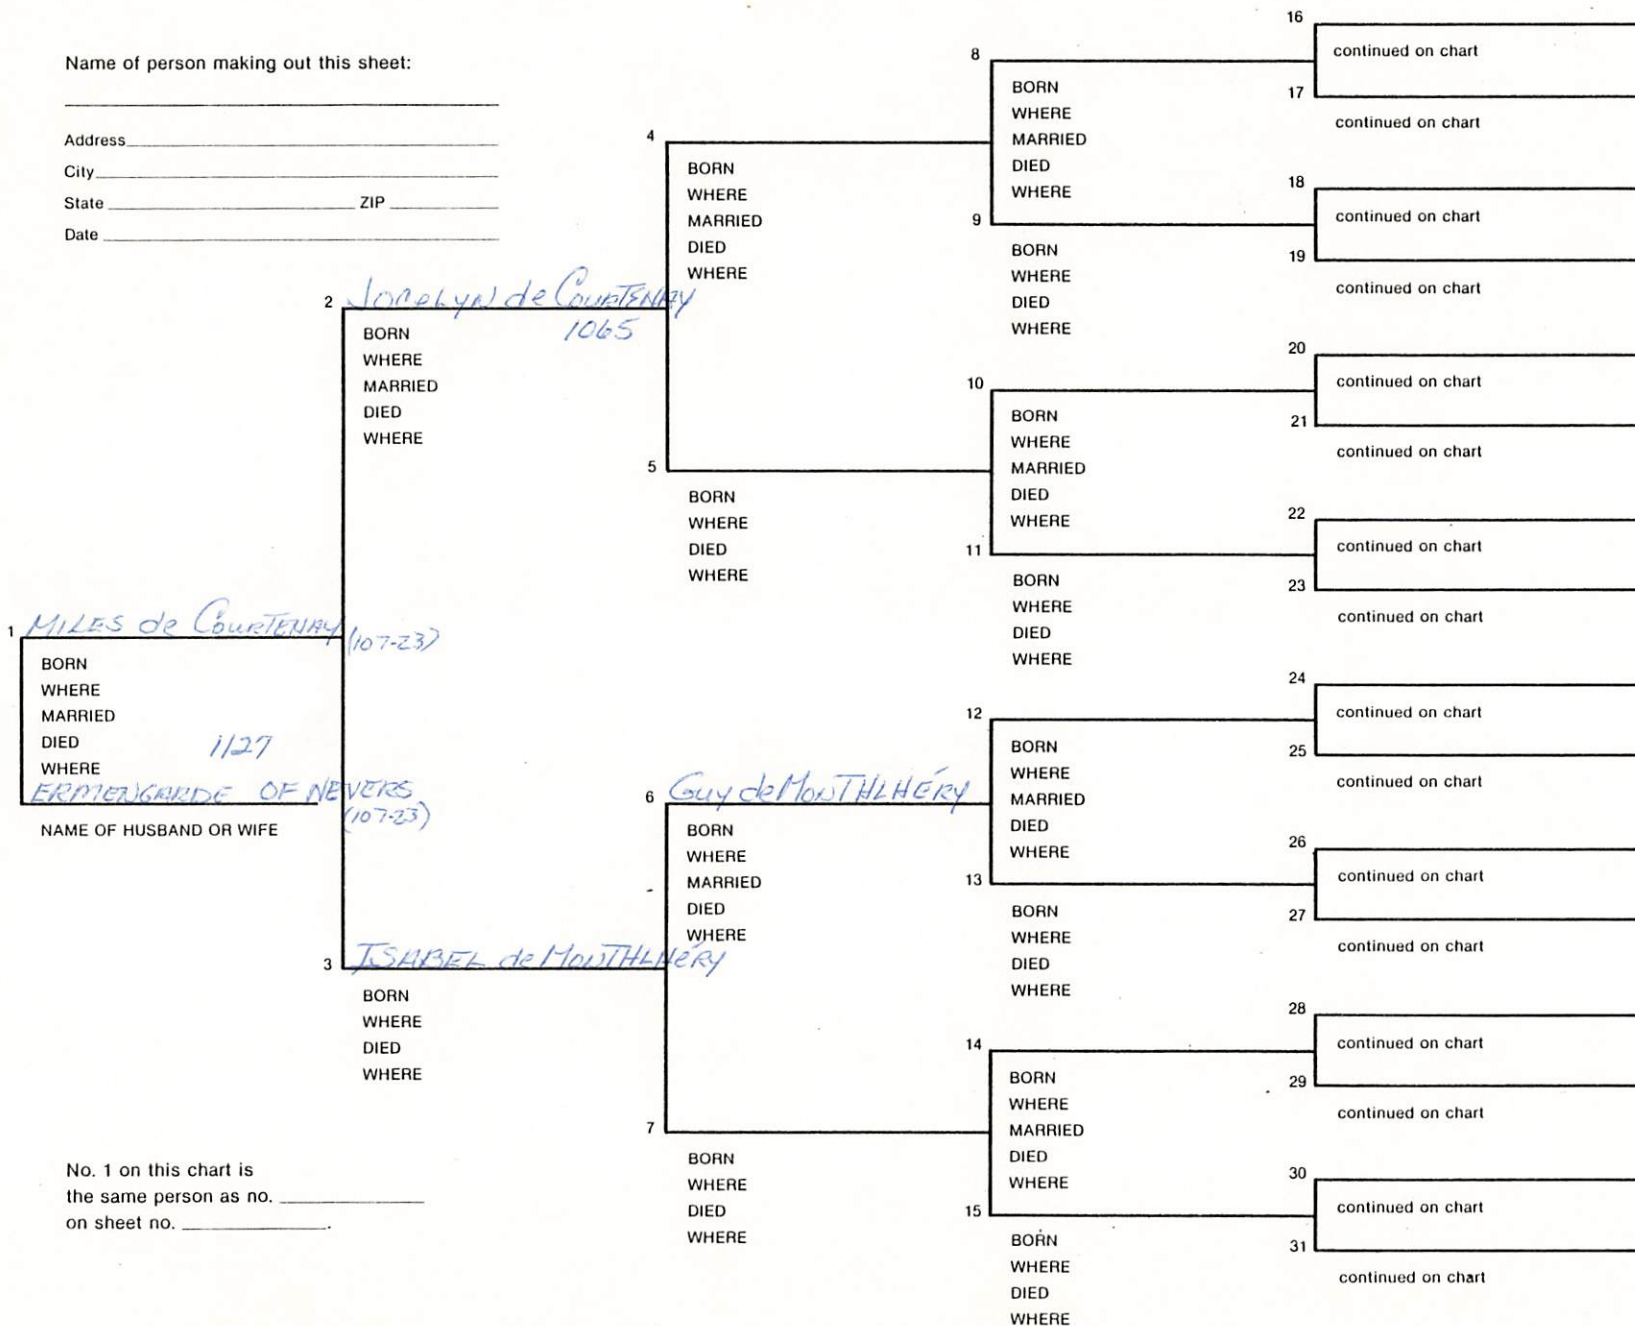 Name of person making out this sheet:
Address
City
State ZIP
Date
1 MILES de COURTENAY (107-23)
BORN
WHERE
MARRIED
DIED 1127
WHERE
ERMENGARDE OF NEVERS
(107-23)
NAME OF HUSBAND OR WIFE
No. 1 on this chart is
the same person as no.
on sheet no. .
2 JOCELYN de COURTENAY
BORN 1065
WHERE
MARRIED
DIED
WHERE
3 ISABEL de MONTHLHÉRY
BORN
WHERE
DIED
WHERE
4
BORN
WHERE
MARRIED
DIED
WHERE
5
BORN
WHERE
DIED
WHERE
6 Guy de MONTHLHÉRY
BORN
WHERE
MARRIED
DIED
WHERE
7
BORN
WHERE
DIED
WHERE
8
BORN
WHERE
MARRIED
DIED
WHERE
9
BORN
WHERE
DIED
WHERE
10
BORN
WHERE
MARRIED
DIED
WHERE
11
BORN
WHERE
DIED
WHERE
12
BORN
WHERE
MARRIED
DIED
WHERE
13
BORN
WHERE
DIED
WHERE
14
BORN
WHERE
MARRIED
DIED
WHERE
15
BORN
WHERE
DIED
WHERE
16
continued on chart
17
continued on chart
18
continued on chart
19
continued on chart
20
continued on chart
21
continued on chart
22
continued on chart
23
continued on chart
24
continued on chart
25
continued on chart
26
continued on chart
27
continued on chart
28
continued on chart
29
continued on chart
30
continued on chart
31
continued on chart